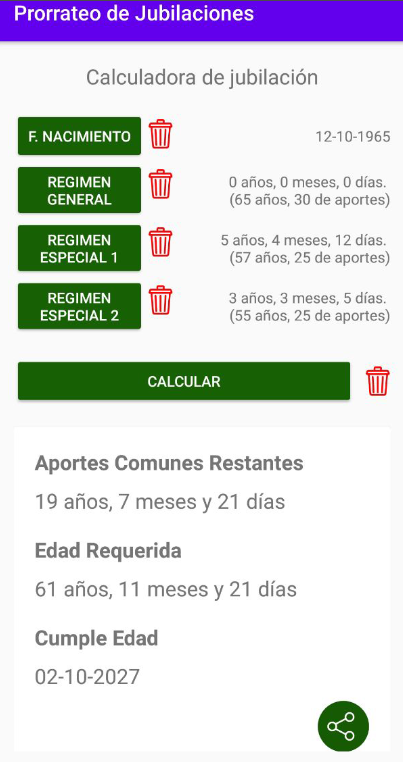 Prorrateo de Jubilaciones
Calculadora de jubilación
F. NACIMIENTO
12-10-1965
REGIMEN
GENERAL
0 años, 0 meses, 0 días.
(65 años, 30 de aportes)
REGIMEN
ESPECIAL 1
5 años, 4 meses, 12 días.
(57 años, 25 de aportes)
REGIMEN
ESPECIAL 2
3 años, 3 meses, 5 días.
(55 años, 25 de aportes)
CALCULAR
Aportes Comunes Restantes
19 años, 7 meses y 21 días
Edad Requerida
61 años, 11 meses y 21 días
Cumple Edad
02-10-2027